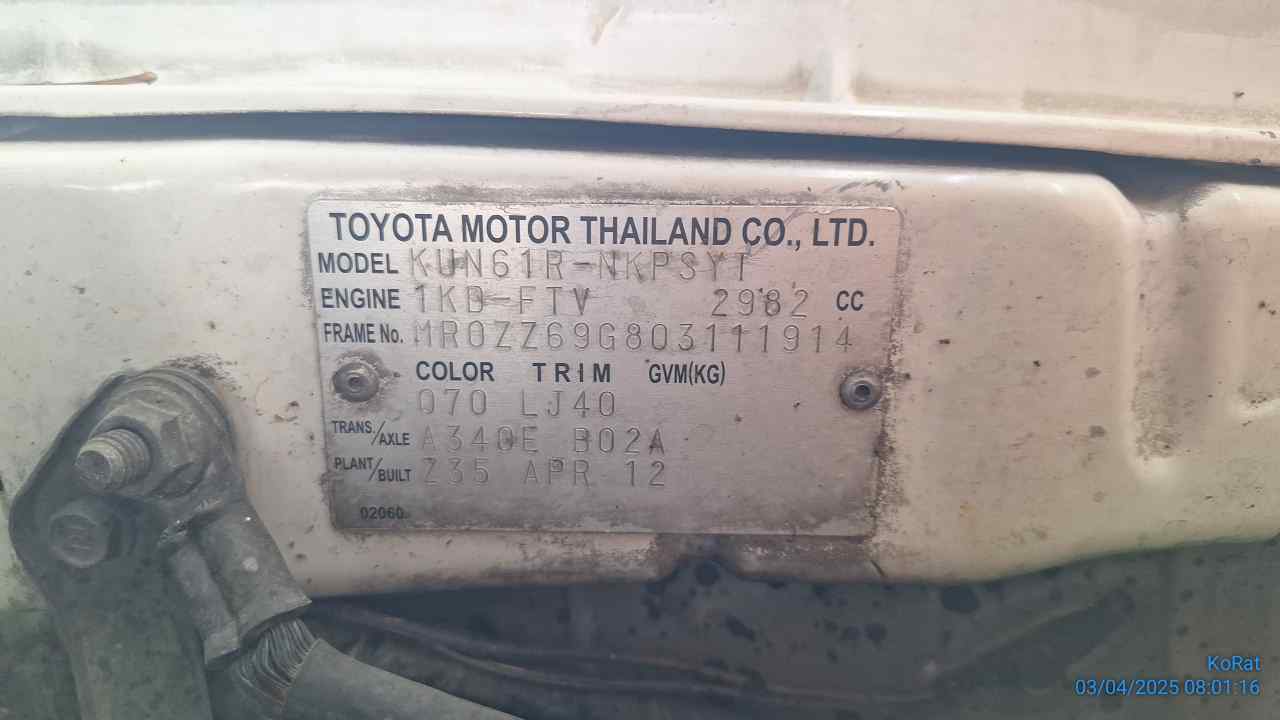 TOYOTA MOTOR THAILAND CO., LTD.
MODEL KUN61R-NKPSYT
ENGINE 1KD-FTV 2982 CC
FRAME No. MR0ZZ69G803111914
COLOR TRIM GVM(KG)
070 LJ40
TRANS./AXLE A340E B02A
PLANT/BUILT Z35 APR 12
02060
KoRat
03/04/2025 08:01:16